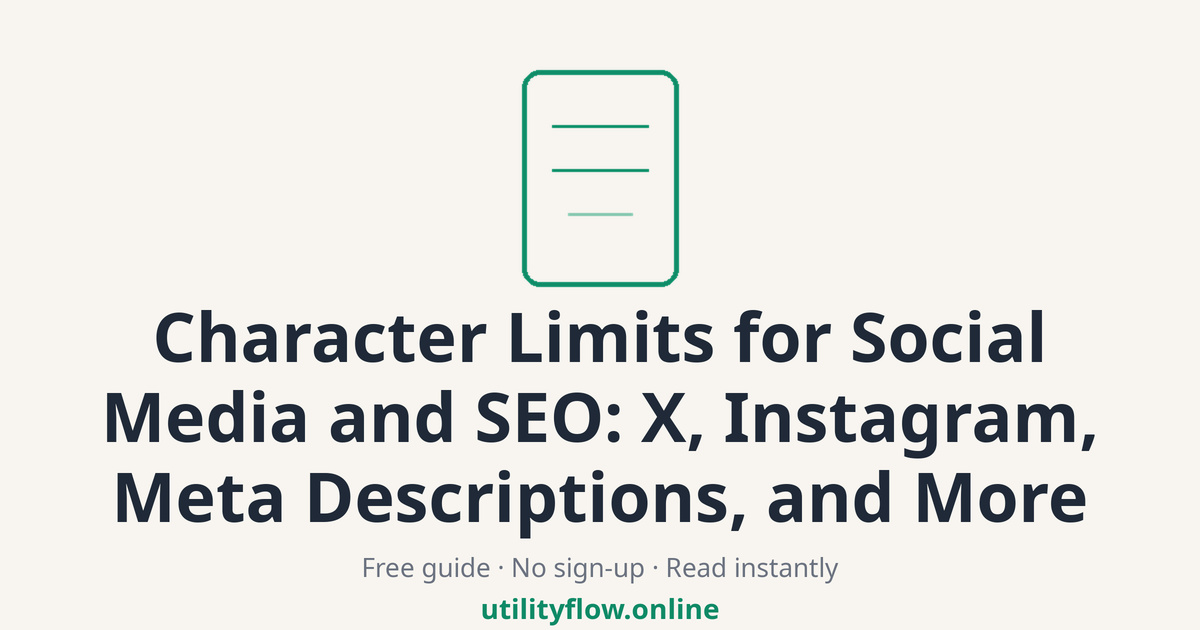 Character Limits for Social
Media and SEO: X, Instagram,
Meta Descriptions, and More
Free guide · No sign-up · Read instantly
utilityflow.online